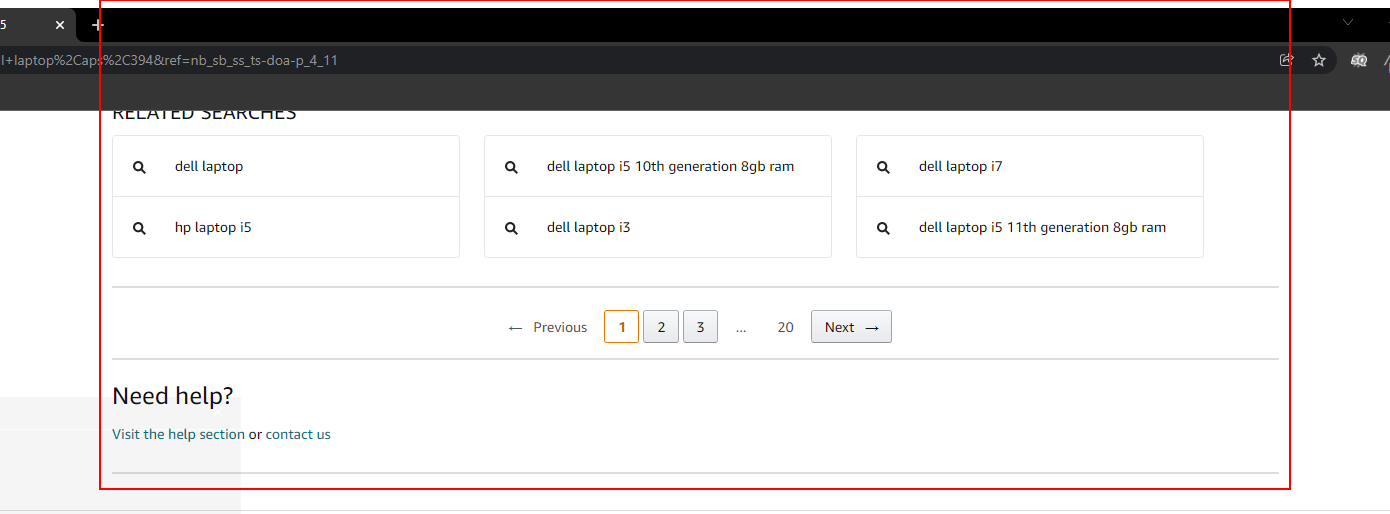 5
l+laptop%2Caps%2C394&ref=nb_sb_ss_ts-doa-p_4_11
SQ
RELATED SEARCHES
dell laptop
dell laptop i5 10th generation 8gb ram
dell laptop i7
hp laptop i5
dell laptop i3
dell laptop i5 11th generation 8gb ram
← Previous 1 2 3 ... 20 Next →
Need help?
Visit the help section or contact us